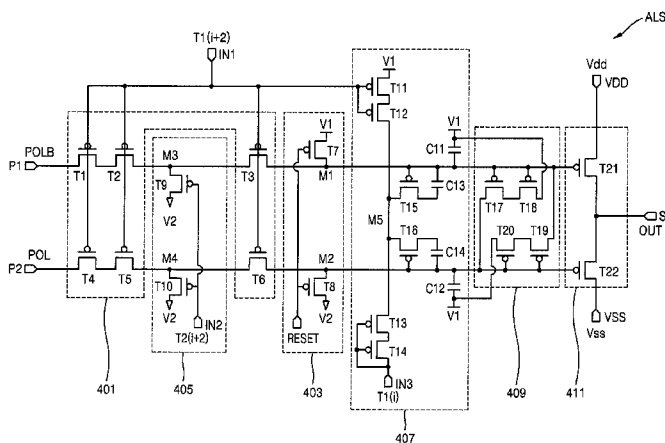 ALS
T1(i+2)
IN1
V1
Vdd
VDD
T11
T12
V1
V1
POLB
P1
T1
T2
M3
T3
T7
M1
C11
T21
T9
V2
T15
C13
T17
T18
M5
S
OUT
POL
P2
M4
M2
T16
C14
T20
T19
T4
T5
T10
T6
T8
C12
T22
V2
IN2
V2
V1
T2(i+2)
RESET
T13
T14
VSS
Vss
IN3
T1(i)
401
405
403
407
409
411